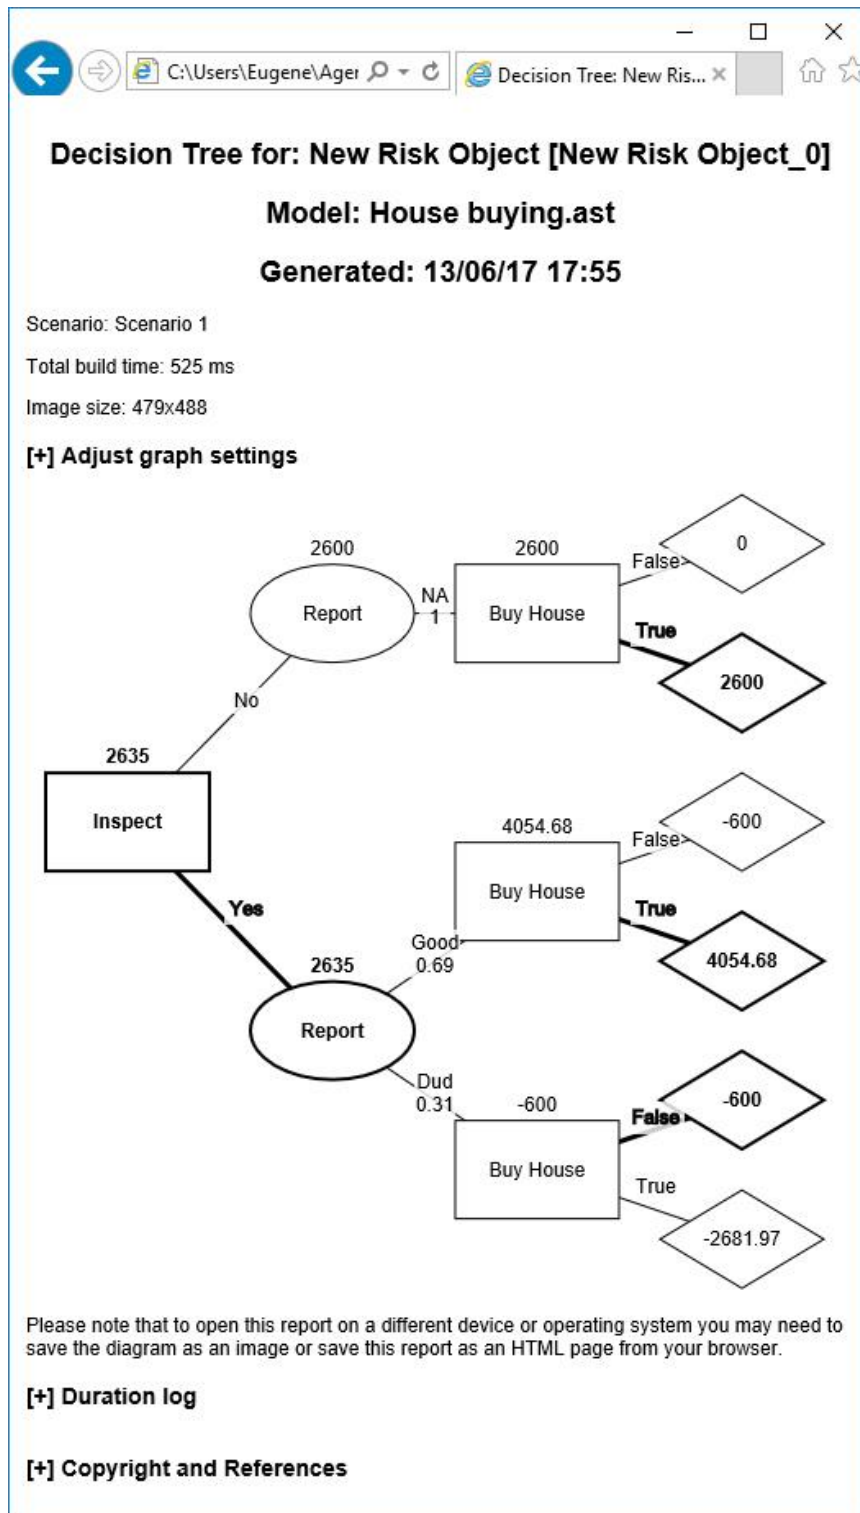 C:\Users\Eugene\Ager
Decision Tree: New Ris...
Decision Tree for: New Risk Object [New Risk Object_0]
Model: House buying.ast
Generated: 13/06/17 17:55
Scenario: Scenario 1
Total build time: 525 ms
Image size: 479x488
[+] Adjust graph settings
2600
Report
NA
1
2600
Buy House
False
0
True
2600
No
2635
Inspect
Yes
2635
Report
Good
0.69
4054.68
Buy House
False
-600
True
4054.68
Dud
0.31
-600
Buy House
False
-600
True
-2681.97
Please note that to open this report on a different device or operating system you may need to
save the diagram as an image or save this report as an HTML page from your browser.
[+] Duration log
[+] Copyright and References